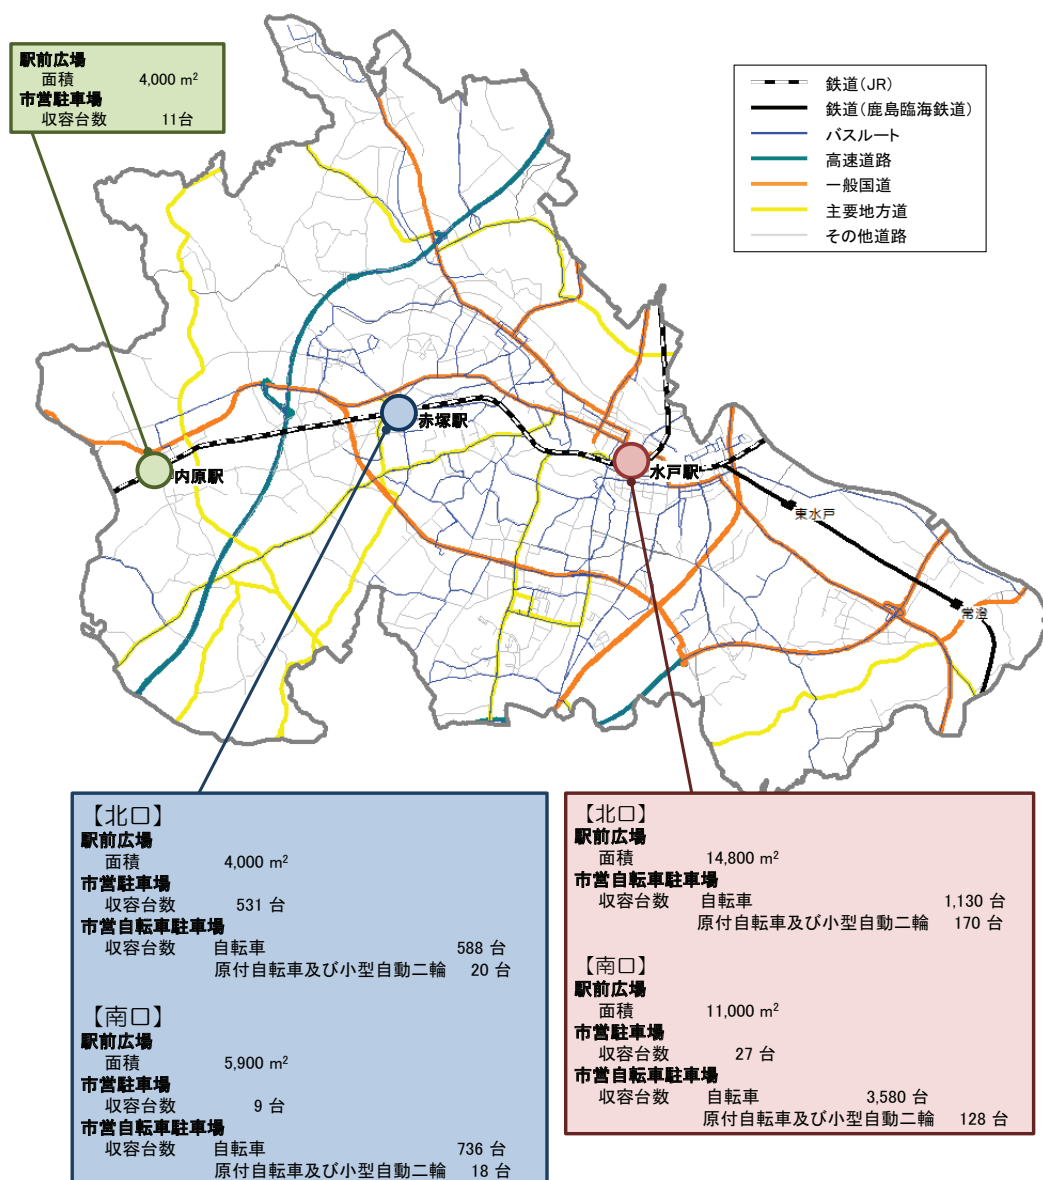 駅前広場
面積 4,000 m²
市営駐車場
収容台数 11台
鉄道(JR)
鉄道(鹿島臨海鉄道)
バスルート
高速道路
一般国道
主要地方道
その他道路
赤塚駅
内原駅
水戸駅
東水戸
常澄
【北口】
駅前広場
面積 4,000 m²
市営駐車場
収容台数 531 台
市営自転車駐車場
収容台数 自転車 588 台
原付自転車及び小型自動二輪 20 台
【南口】
駅前広場
面積 5,900 m²
市営駐車場
収容台数 9 台
市営自転車駐車場
収容台数 自転車 736 台
原付自転車及び小型自動二輪 18 台
【北口】
駅前広場
面積 14,800 m²
市営自転車駐車場
収容台数 自転車 1,130 台
原付自転車及び小型自動二輪 170 台
【南口】
駅前広場
面積 11,000 m²
市営駐車場
収容台数 27 台
市営自転車駐車場
収容台数 自転車 3,580 台
原付自転車及び小型自動二輪 128 台